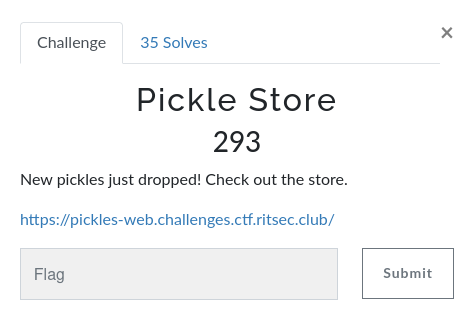 Challenge
35 Solves
×
Pickle Store
293
New pickles just dropped! Check out the store.
https://pickles-web.challenges.ctf.ritsec.club/
Flag
Submit